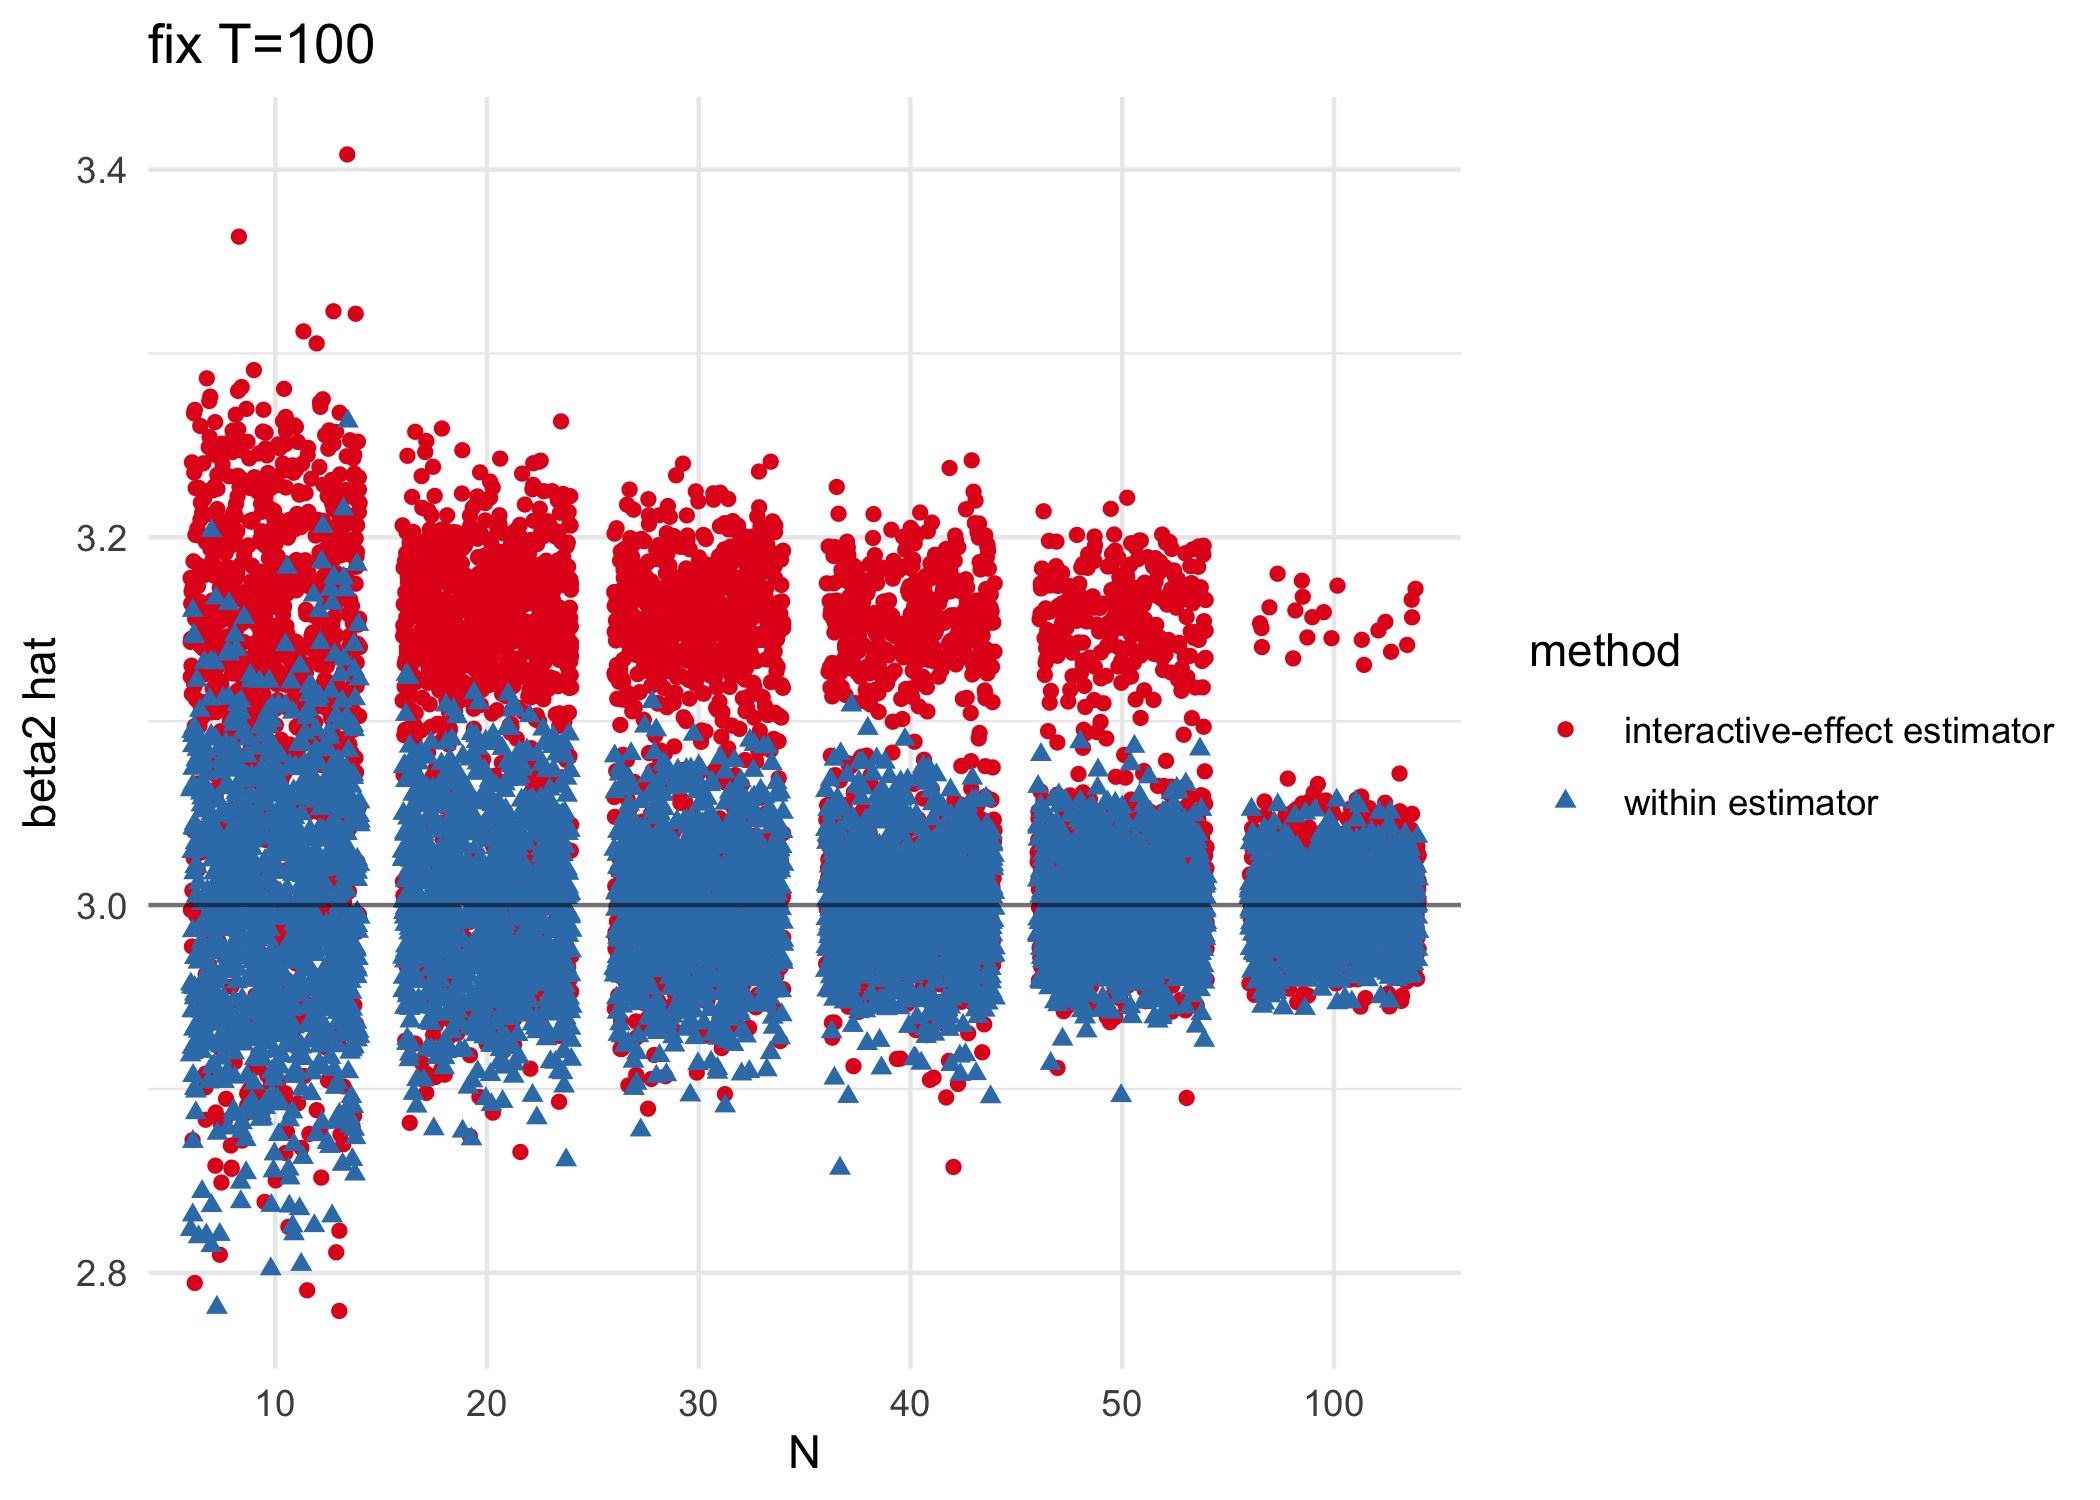 fix T=100
3.4
3.2
3.0
2.8
beta2 hat
10 20 30 40 50 100
N
method
interactive-effect estimator
within estimator